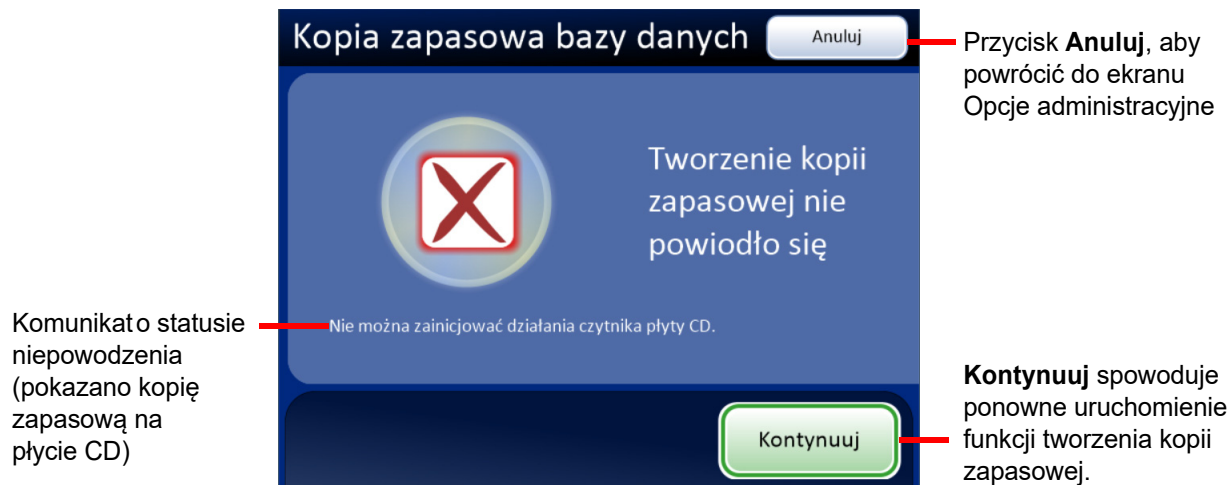 Kopia zapasowa bazy danych
Anuluj
Przycisk Anuluj, aby
powrócić do ekranu
Opcje administracyjne
Tworzenie kopii
zapasowej nie
powiodło się
Komunikat o statusie
niepowodzenia
(pokazano kopię
zapasową na
płycie CD)
Nie można zainicjować działania czytnika płyty CD.
Kontynuuj
Kontynuuj spowoduje
ponowne uruchomienie
funkcji tworzenia kopii
zapasowej.